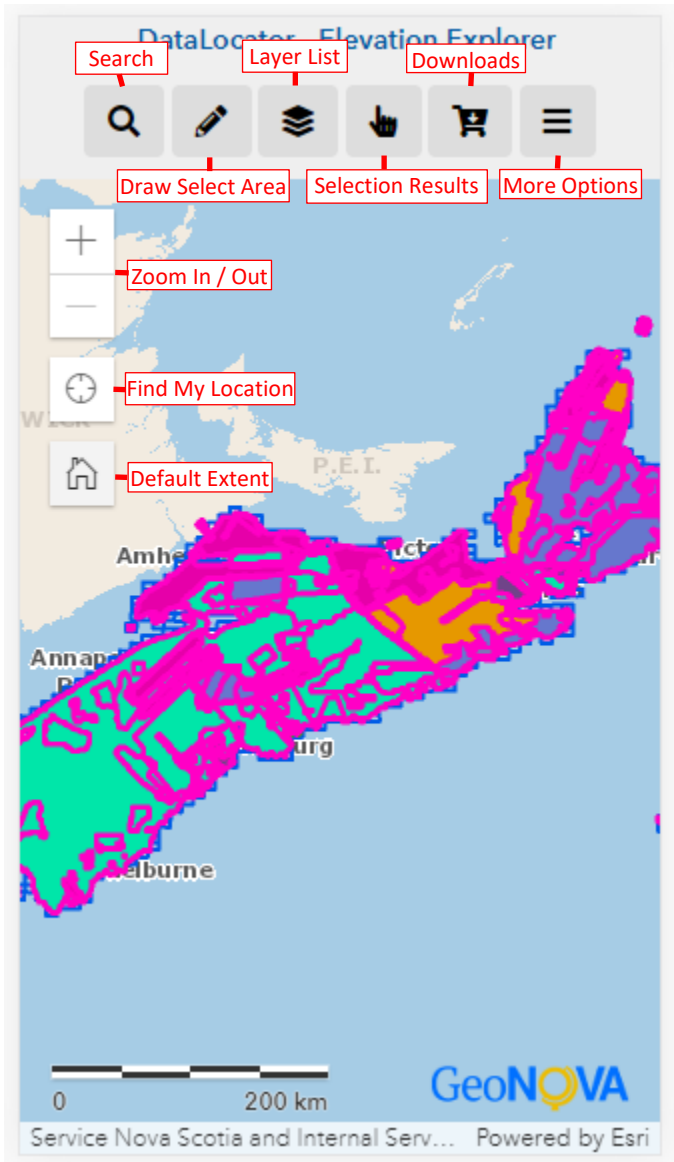 DataLocator - Elevation Explorer
Search
Layer List
Downloads
Draw Select Area
Selection Results
More Options
Zoom In / Out
Find My Location
WICK
P.E.I.
Default Extent
Amhe
ict
Annap
urg
elburne
0 200 km
GeoNOVA
Service Nova Scotia and Internal Serv... Powered by Esri